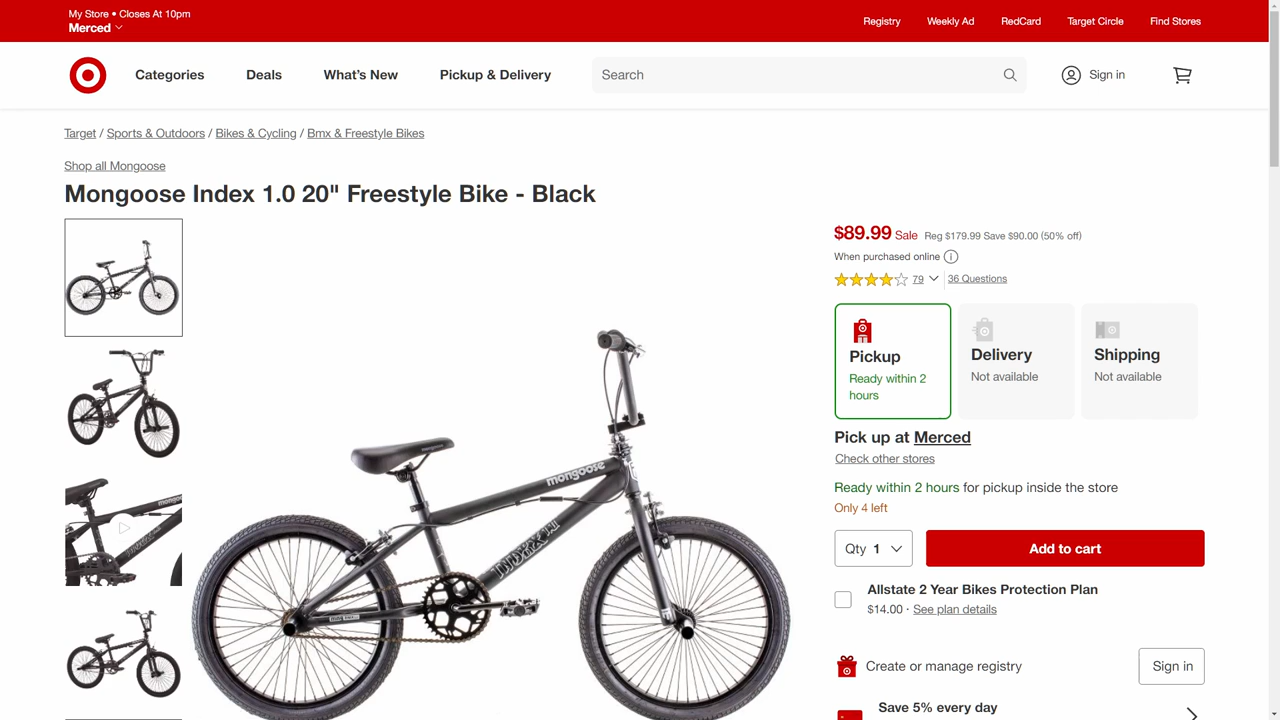 My Store • Closes At 10pm
Merced
Registry
Weekly Ad
RedCard
Target Circle
Find Stores
Categories
Deals
What's New
Pickup & Delivery
Search
Sign in
Target / Sports & Outdoors / Bikes & Cycling / Bmx & Freestyle Bikes
Shop all Mongoose
Mongoose Index 1.0 20" Freestyle Bike - Black
$89.99 Sale Reg $179.99 Save $90.00 (50% off)
When purchased online
79
36 Questions
Pickup
Ready within 2
hours
Delivery
Not available
Shipping
Not available
Pick up at Merced
Check other stores
Ready within 2 hours for pickup inside the store
Only 4 left
Qty 1
Add to cart
Allstate 2 Year Bikes Protection Plan
$14.00 · See plan details
Create or manage registry
Sign in
Save 5% every day
mongoose